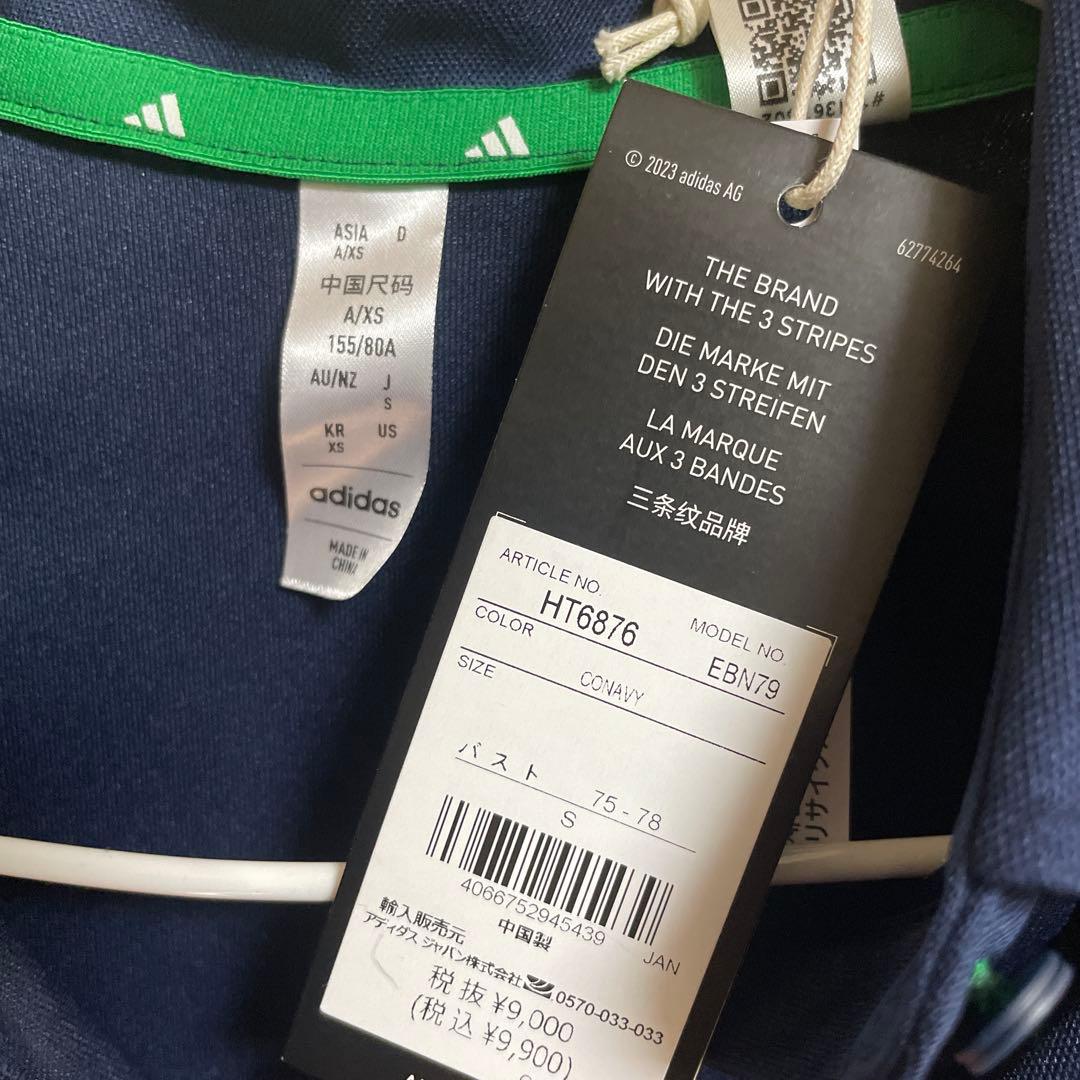 ASIA D
A/XS
中国尺码
A/XS
155/80A
AU/NZ J
S
KR US
XS
adidas
MADE IN
CHINA
© 2023 adidas AG
62774264
THE BRAND
WITH THE 3 STRIPES
DIE MARKE MIT
DEN 3 STREIFEN
LA MARQUE
AUX 3 BANDES
三条纹品牌
ARTICLE NO.
HT6876
MODEL NO.
EBN79
COLOR
CONAVY
SIZE
バスト
75-78
S
4066752945439
JAN
輸入販売元 中国製
アディダス ジャパン株式会社 0570-033-033
税抜 ¥9,000
(税込 ¥9,900)
リサイク